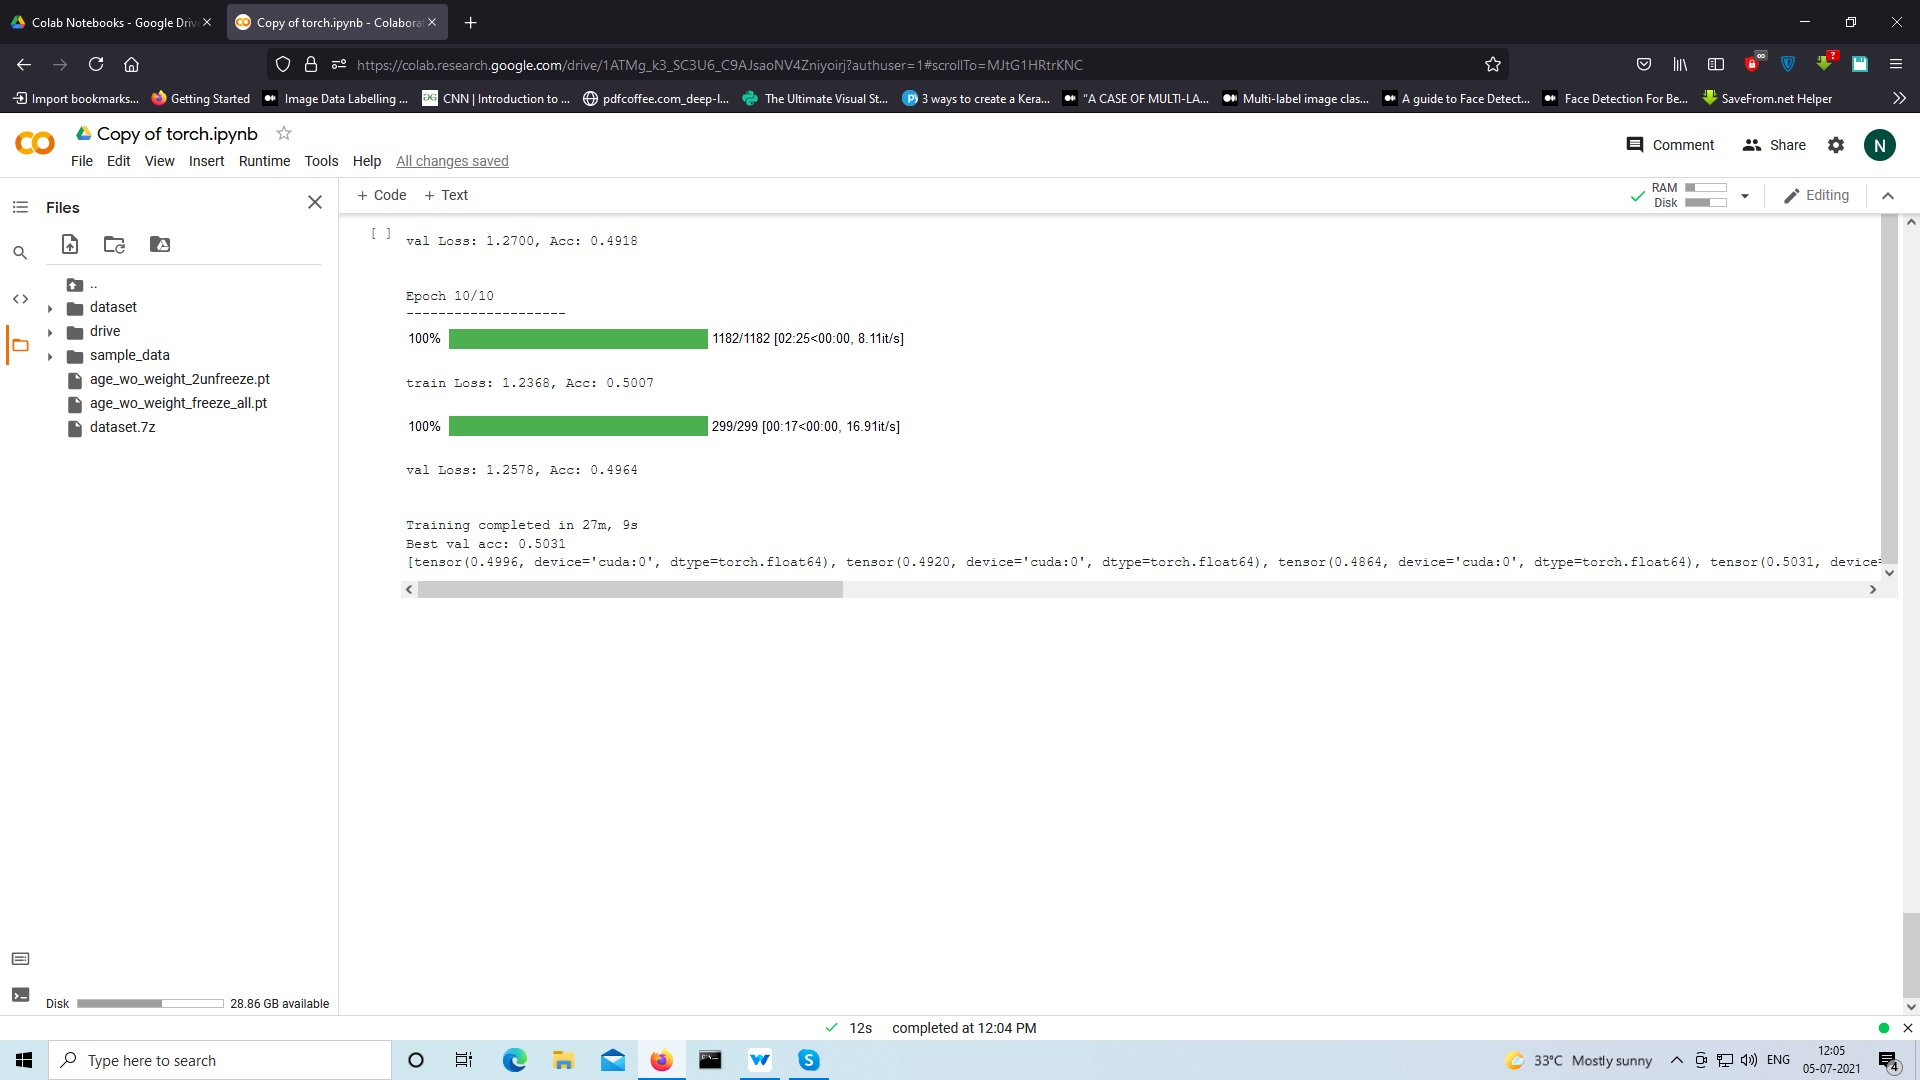 Colab Notebooks - Google Driv
Copy of torch.ipynb - Colabora
https://colab.research.google.com/drive/1ATMg_k3_SC3U6_C9AJsaoNV4Zniyoirj?authuser=1#scrollTo=MJtG1HRtrKNC
Import bookmarks...
Getting Started
Image Data Labelling ...
CNN | Introduction to ...
pdfcoffee.com_deep-l...
The Ultimate Visual St...
3 ways to create a Kera...
“A CASE OF MULTI-LA...
Multi-label image clas...
A guide to Face Detect...
Face Detection For Be...
SaveFrom.net Helper
Copy of torch.ipynb
File Edit View Insert Runtime Tools Help All changes saved
Comment
Share
N
Files
+ Code + Text
RAM
Disk
Editing
..
dataset
drive
sample_data
age_wo_weight_2unfreeze.pt
age_wo_weight_freeze_all.pt
dataset.7z
[ ]
val Loss: 1.2700, Acc: 0.4918
Epoch 10/10
--------------------
100% 1182/1182 [02:25<00:00, 8.11it/s]
train Loss: 1.2368, Acc: 0.5007
100% 299/299 [00:17<00:00, 16.91it/s]
val Loss: 1.2578, Acc: 0.4964
Training completed in 27m, 9s
Best val acc: 0.5031
[tensor(0.4996, device='cuda:0', dtype=torch.float64), tensor(0.4920, device='cuda:0', dtype=torch.float64), tensor(0.4864, device='cuda:0', dtype=torch.float64), tensor(0.5031, device=
Disk 28.86 GB available
12s completed at 12:04 PM
Type here to search
33°C Mostly sunny
ENG
12:05
05-07-2021
4